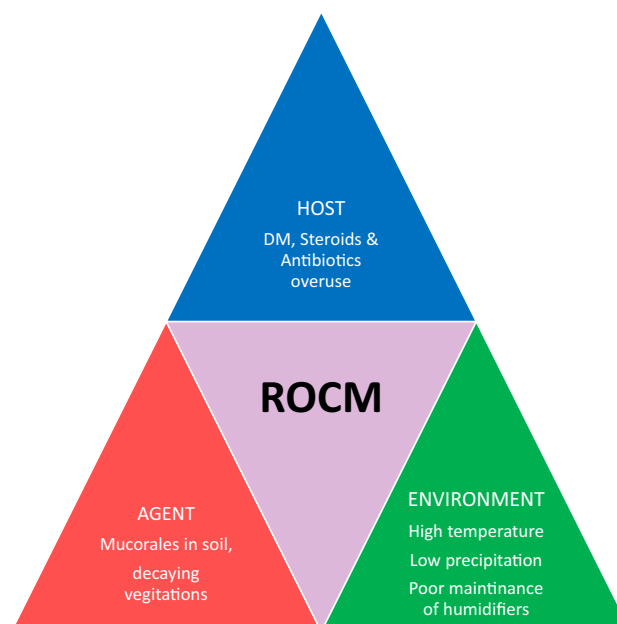 HOST
DM, Steroids &
Antibiotics
overuse
ROCM
AGENT
Mucorales in soil,
decaying
vegitations
ENVIRONMENT
High temperature
Low precipitation
Poor maintinance
of humidifiers